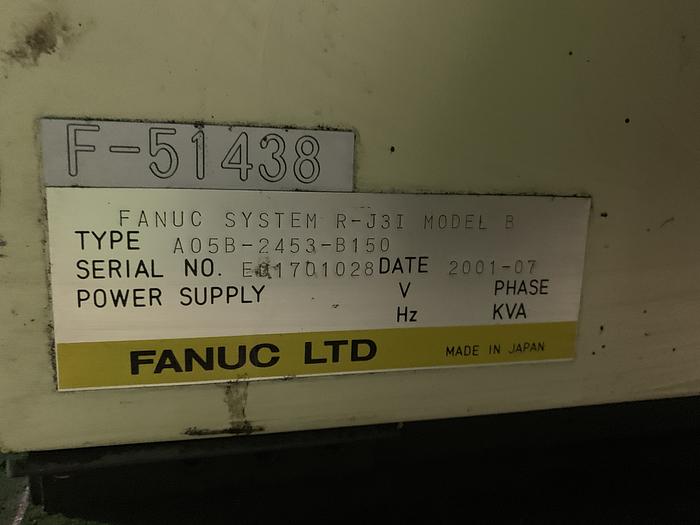 F-51438
FANUC SYSTEM R-J3I MODEL B
TYPE A05B-2453-B150
SERIAL NO. E01701028 DATE 2001-07
POWER SUPPLY V PHASE
Hz KVA
FANUC LTD MADE IN JAPAN